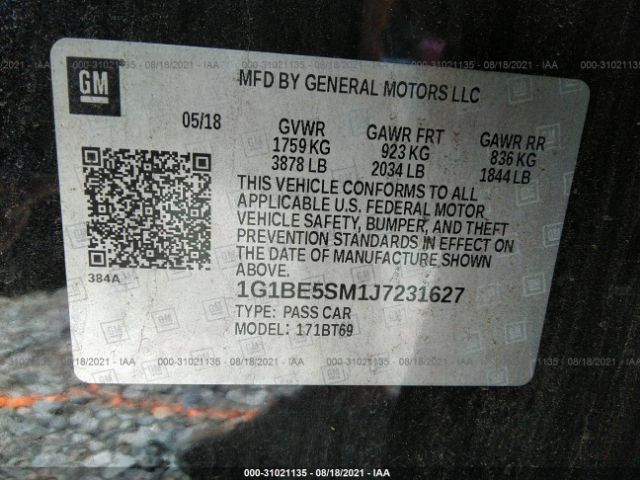 GM
MFD BY GENERAL MOTORS LLC
05/18
GVWR
1759 KG
3878 LB
GAWR FRT
923 KG
2034 LB
GAWR RR
836 KG
1844 LB
THIS VEHICLE CONFORMS TO ALL
APPLICABLE U.S. FEDERAL MOTOR
VEHICLE SAFETY, BUMPER, AND THEFT
PREVENTION STANDARDS IN EFFECT ON
THE DATE OF MANUFACTURE SHOWN
ABOVE.
384A
1G1BE5SM1J7231627
TYPE: PASS CAR
MODEL: 171BT69
000-31021135 - 08/18/2021 - IAA